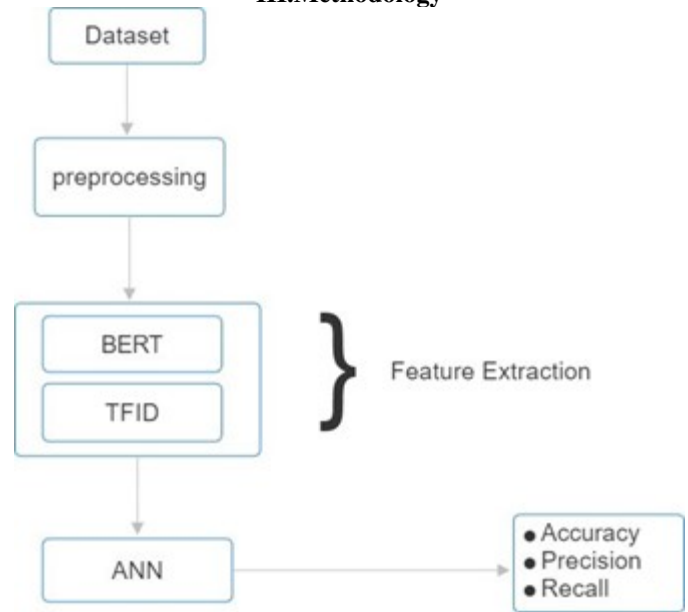 III.Methodology
Dataset
preprocessing
BERT
TFID
Feature Extraction
ANN
● Accuracy
● Precision
● Recall